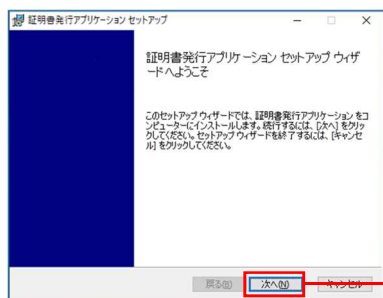 証明書発行アプリケーション セットアップ
証明書発行アプリケーション セットアップ ウィザ
ードへようこそ
このセットアップ ウィザードでは、証明書発行アプリケーション をコ
ンピューターにインストールします。続行するには、[次へ] をクリッ
クしてください。セットアップ ウィザードを終了するには、[キャンセ
ル] をクリックしてください。
戻る(B) 次へ(N) キャンセル